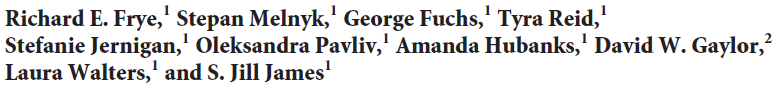 Richard E. Frye,¹ Stepan Melnyk,¹ George Fuchs,¹ Tyra Reid,¹
Stefanie Jernigan,¹ Oleksandra Pavliv,¹ Amanda Hubanks,¹ David W. Gaylor,²
Laura Walters,¹ and S. Jill James¹